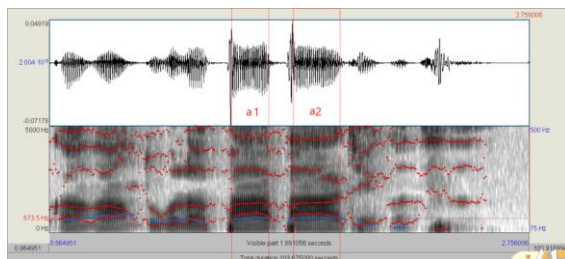 2.756006
0.04919
2.004 10⁻⁵
a1 a2
-0.07178
5000 Hz 500 Hz
673.5 Hz
0 Hz 75 Hz
0.864951 2.756006
0.864951 Visible part 1.891056 seconds
Total duration 103.675000 seconds